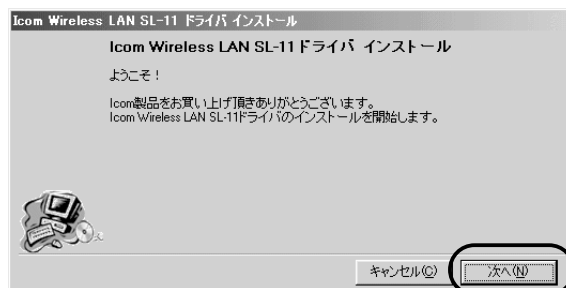 Icom Wireless LAN SL-11 ドライバ インストール
Icom Wireless LAN SL-11ドライバ インストール
ようこそ！
Icom製品をお買い上げ頂きありがとうございます。
Icom Wireless LAN SL-11ドライバのインストールを開始します。
キャンセル(C)
次へ(N)